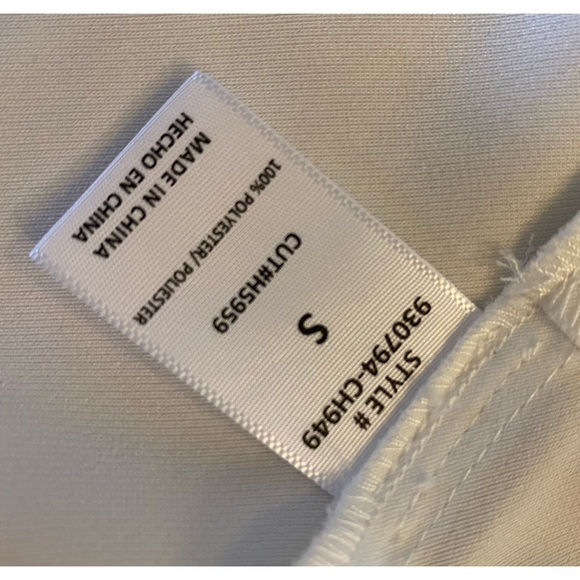 STYLE #
930794-CH949
S
CUT#H5959
100% POLYESTER/ POLIESTER
MADE IN CHINA
HECHO EN CHINA